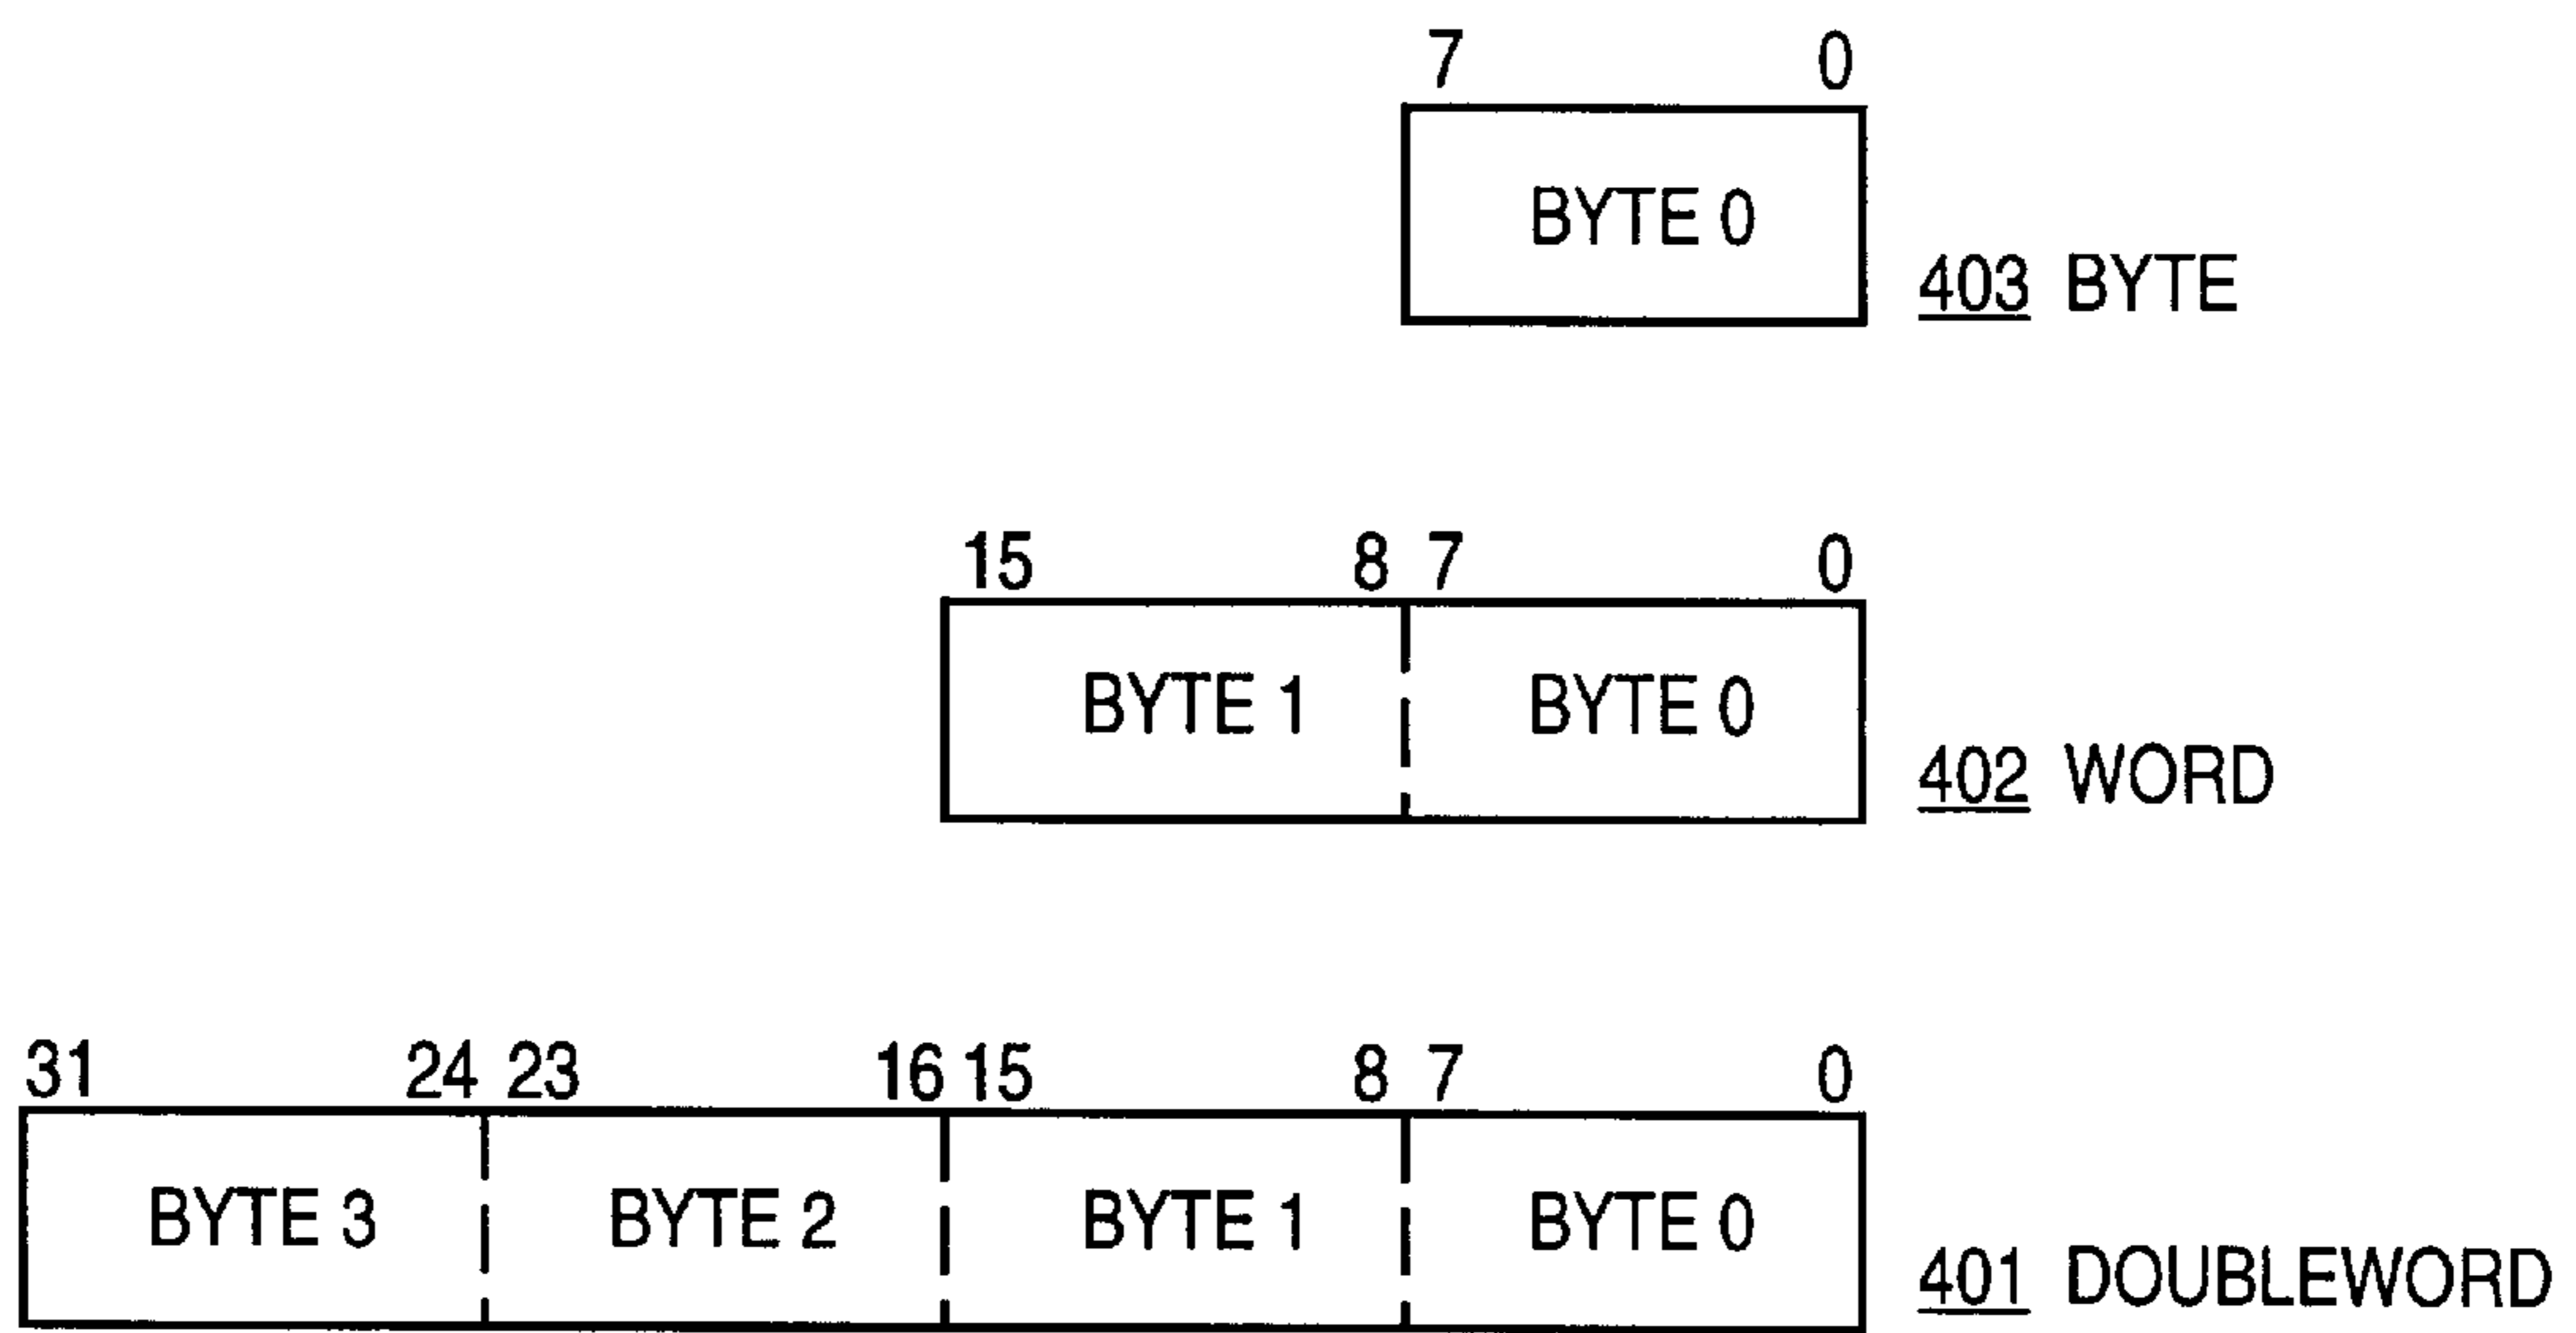 7 0
BYTE 0
403 BYTE
15 8 7 0
BYTE 1 BYTE 0
402 WORD
31 24 23 16 15 8 7 0
BYTE 3 BYTE 2 BYTE 1 BYTE 0
401 DOUBLEWORD